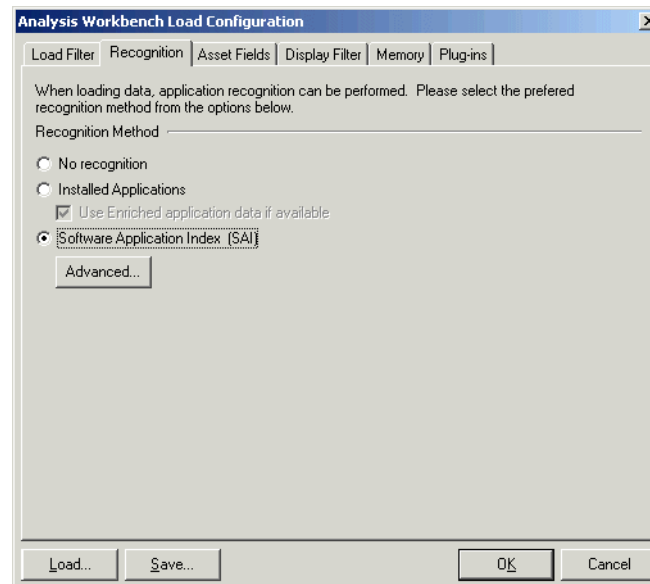 Analysis Workbench Load Configuration
Load Filter Recognition Asset Fields Display Filter Memory Plug-ins
When loading data, application recognition can be performed. Please select the prefered
recognition method from the options below.
Recognition Method
No recognition
Installed Applications
Use Enriched application data if available
Software Application Index (SAI)
Advanced...
Load... Save... OK Cancel